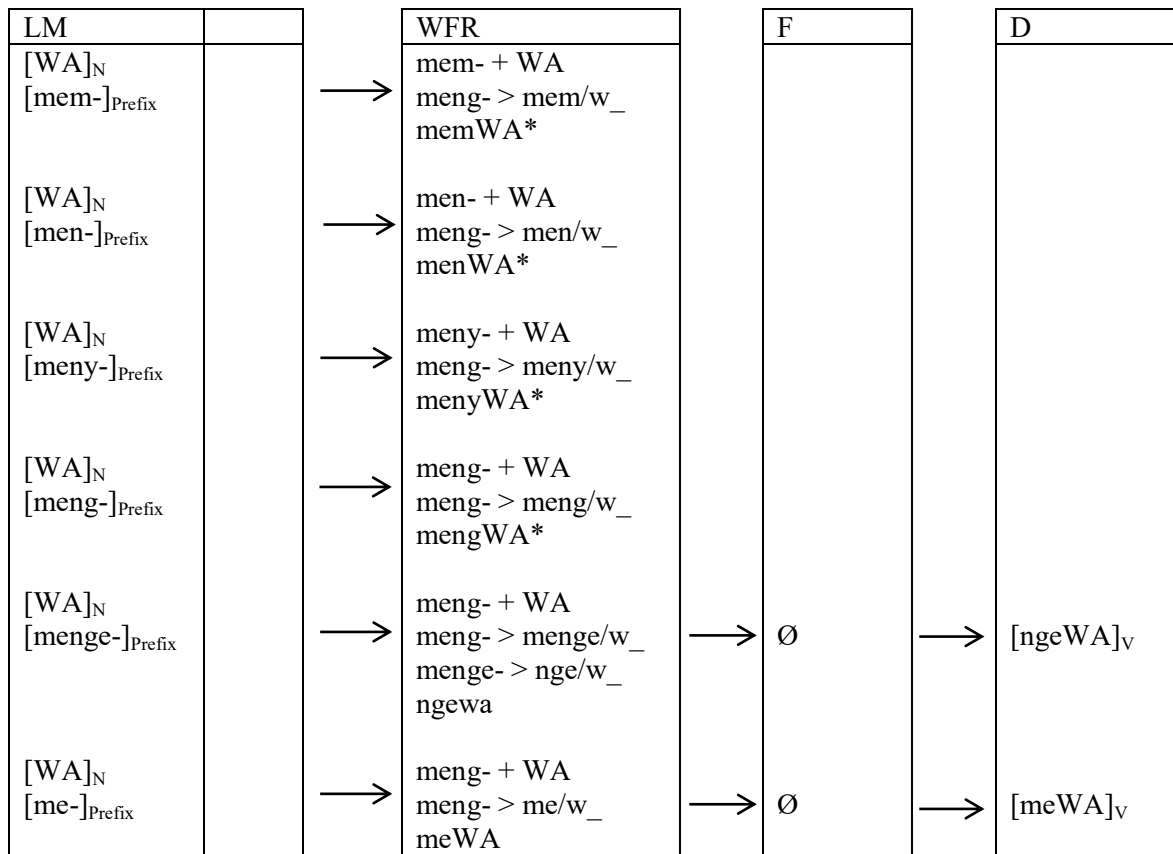 LM WFR F D
[WA]N mem- + WA
[mem-]Prefix meng- > mem/w_
memWA*
[WA]N men- + WA
[men-]Prefix meng- > men/w_
menWA*
[WA]N meny- + WA
[meny-]Prefix meng- > meny/w_
menyWA*
[WA]N meng- + WA
[meng-]Prefix meng- > meng/w_
mengWA*
[WA]N meng- + WA
[menge-]Prefix meng- > menge/w_ Ø [ngeWA]V
menge- > nge/w_
ngewa
[WA]N meng- + WA
[me-]Prefix meng- > me/w_ Ø [meWA]V
meWA